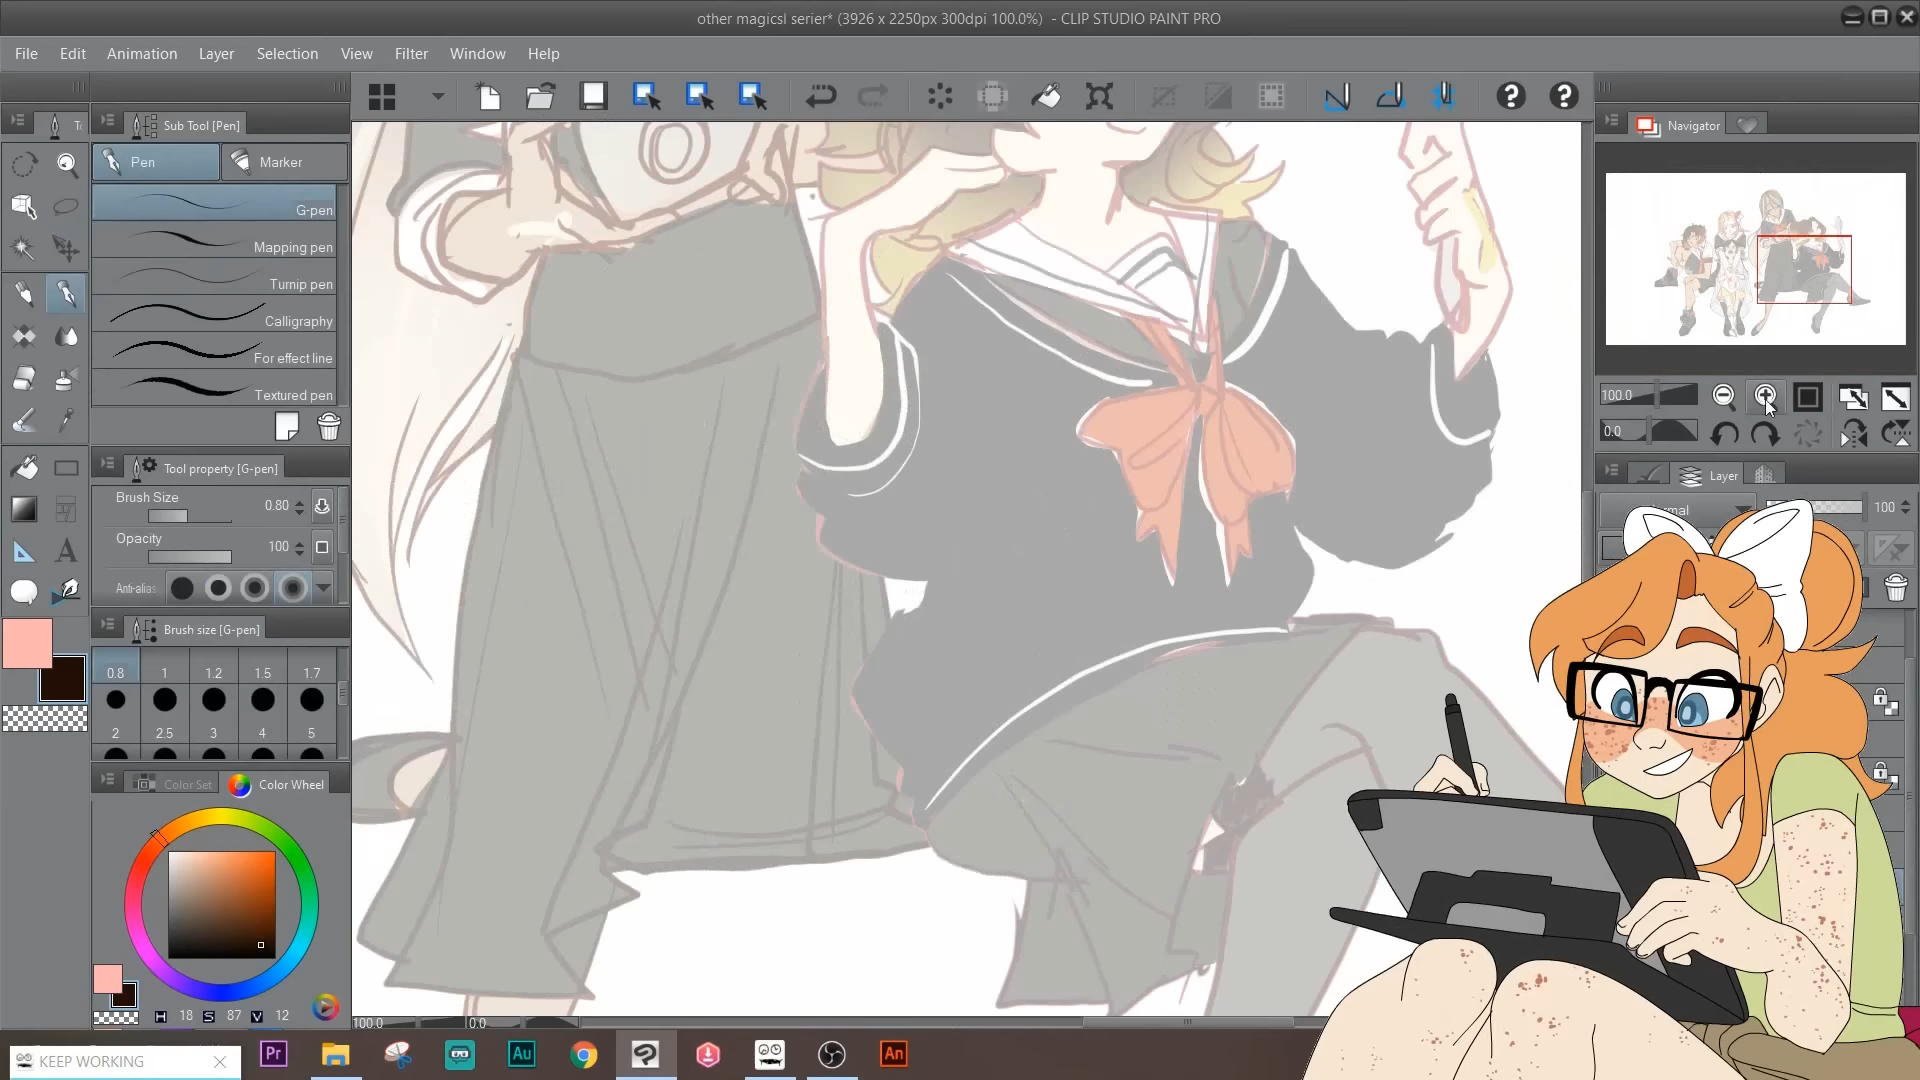 other magicsl serier* (3926 x 2250px 300dpi 100.0%)  - CLIP STUDIO PAINT PRO
File Edit Animation Layer Selection View Filter Window Help
Sub Tool [Pen]
Navigator
Pen Marker
G-pen
Mapping pen
Turnip pen
Calligraphy
For effect line
Textured pen
100.0
0.0
Tool property [G-pen]
Layer
Brush Size 0.80
100
Opacity 100
Anti-alias
Brush size [G-pen]
0.8 1 1.2 1.5 1.7
2 2.5 3 4 5
Color Set Color Wheel
H 18 S 87 V 12
100.0 0.0
KEEP WORKING
Pr Au An